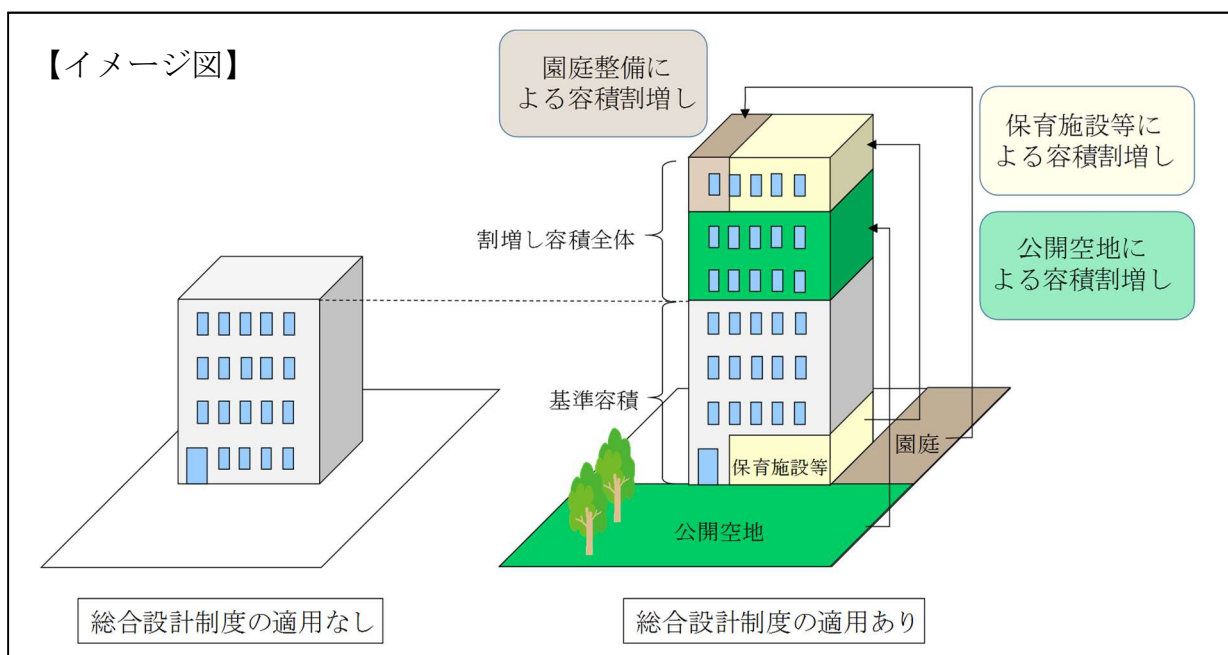 【イメージ図】
園庭整備に
よる容積割増し
保育施設等に
よる容積割増し
公開空地に
よる容積割増し
割増し容積全体
基準容積
園庭
保育施設等
公開空地
総合設計制度の適用なし
総合設計制度の適用あり